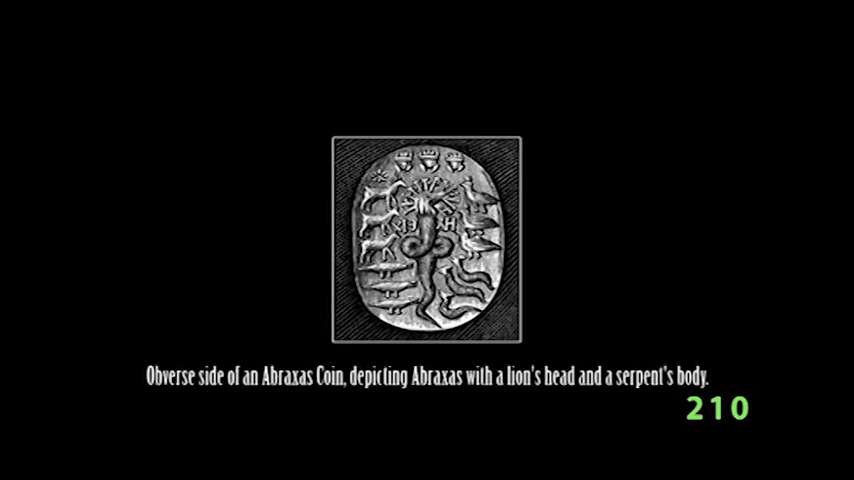 Obverse side of an Abraxas Coin, depicting Abraxas with a lion's head and a serpent's body.
210